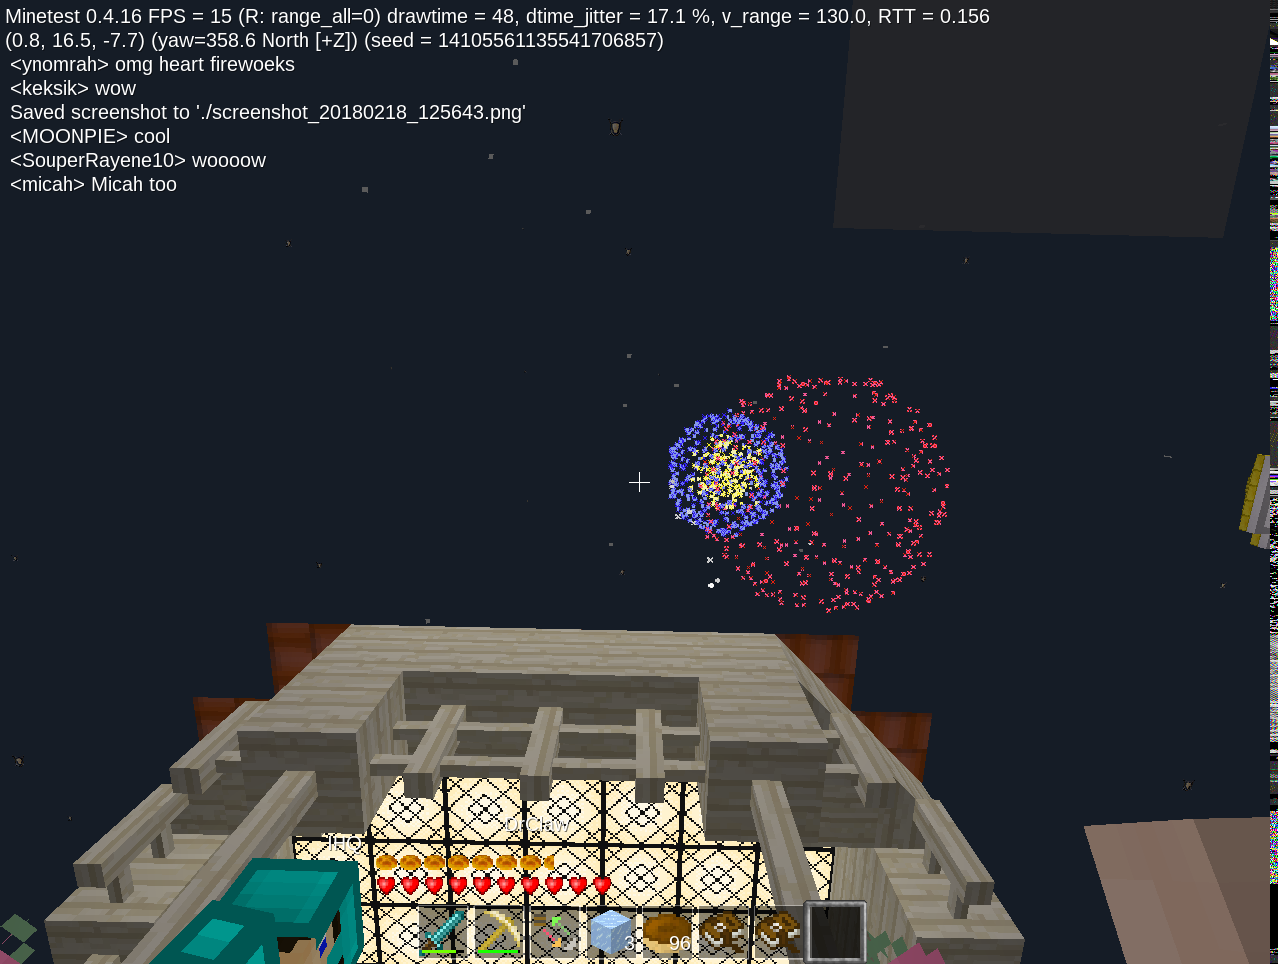 Minetest 0.4.16 FPS = 15 (R: range_all=0) drawtime = 48, dtime_jitter = 17.1 %, v_range = 130.0, RTT = 0.156
(0.8, 16.5, -7.7) (yaw=358.6 North [+Z]) (seed = 14105561135541706857)
<ynomrah> omg heart firewoeks
<keksik> wow
Saved screenshot to './screenshot_20180218_125643.png'
<MOONPIE> cool
<SouperRayene10> woooow
<micah> Micah too
DrClaw
3 96